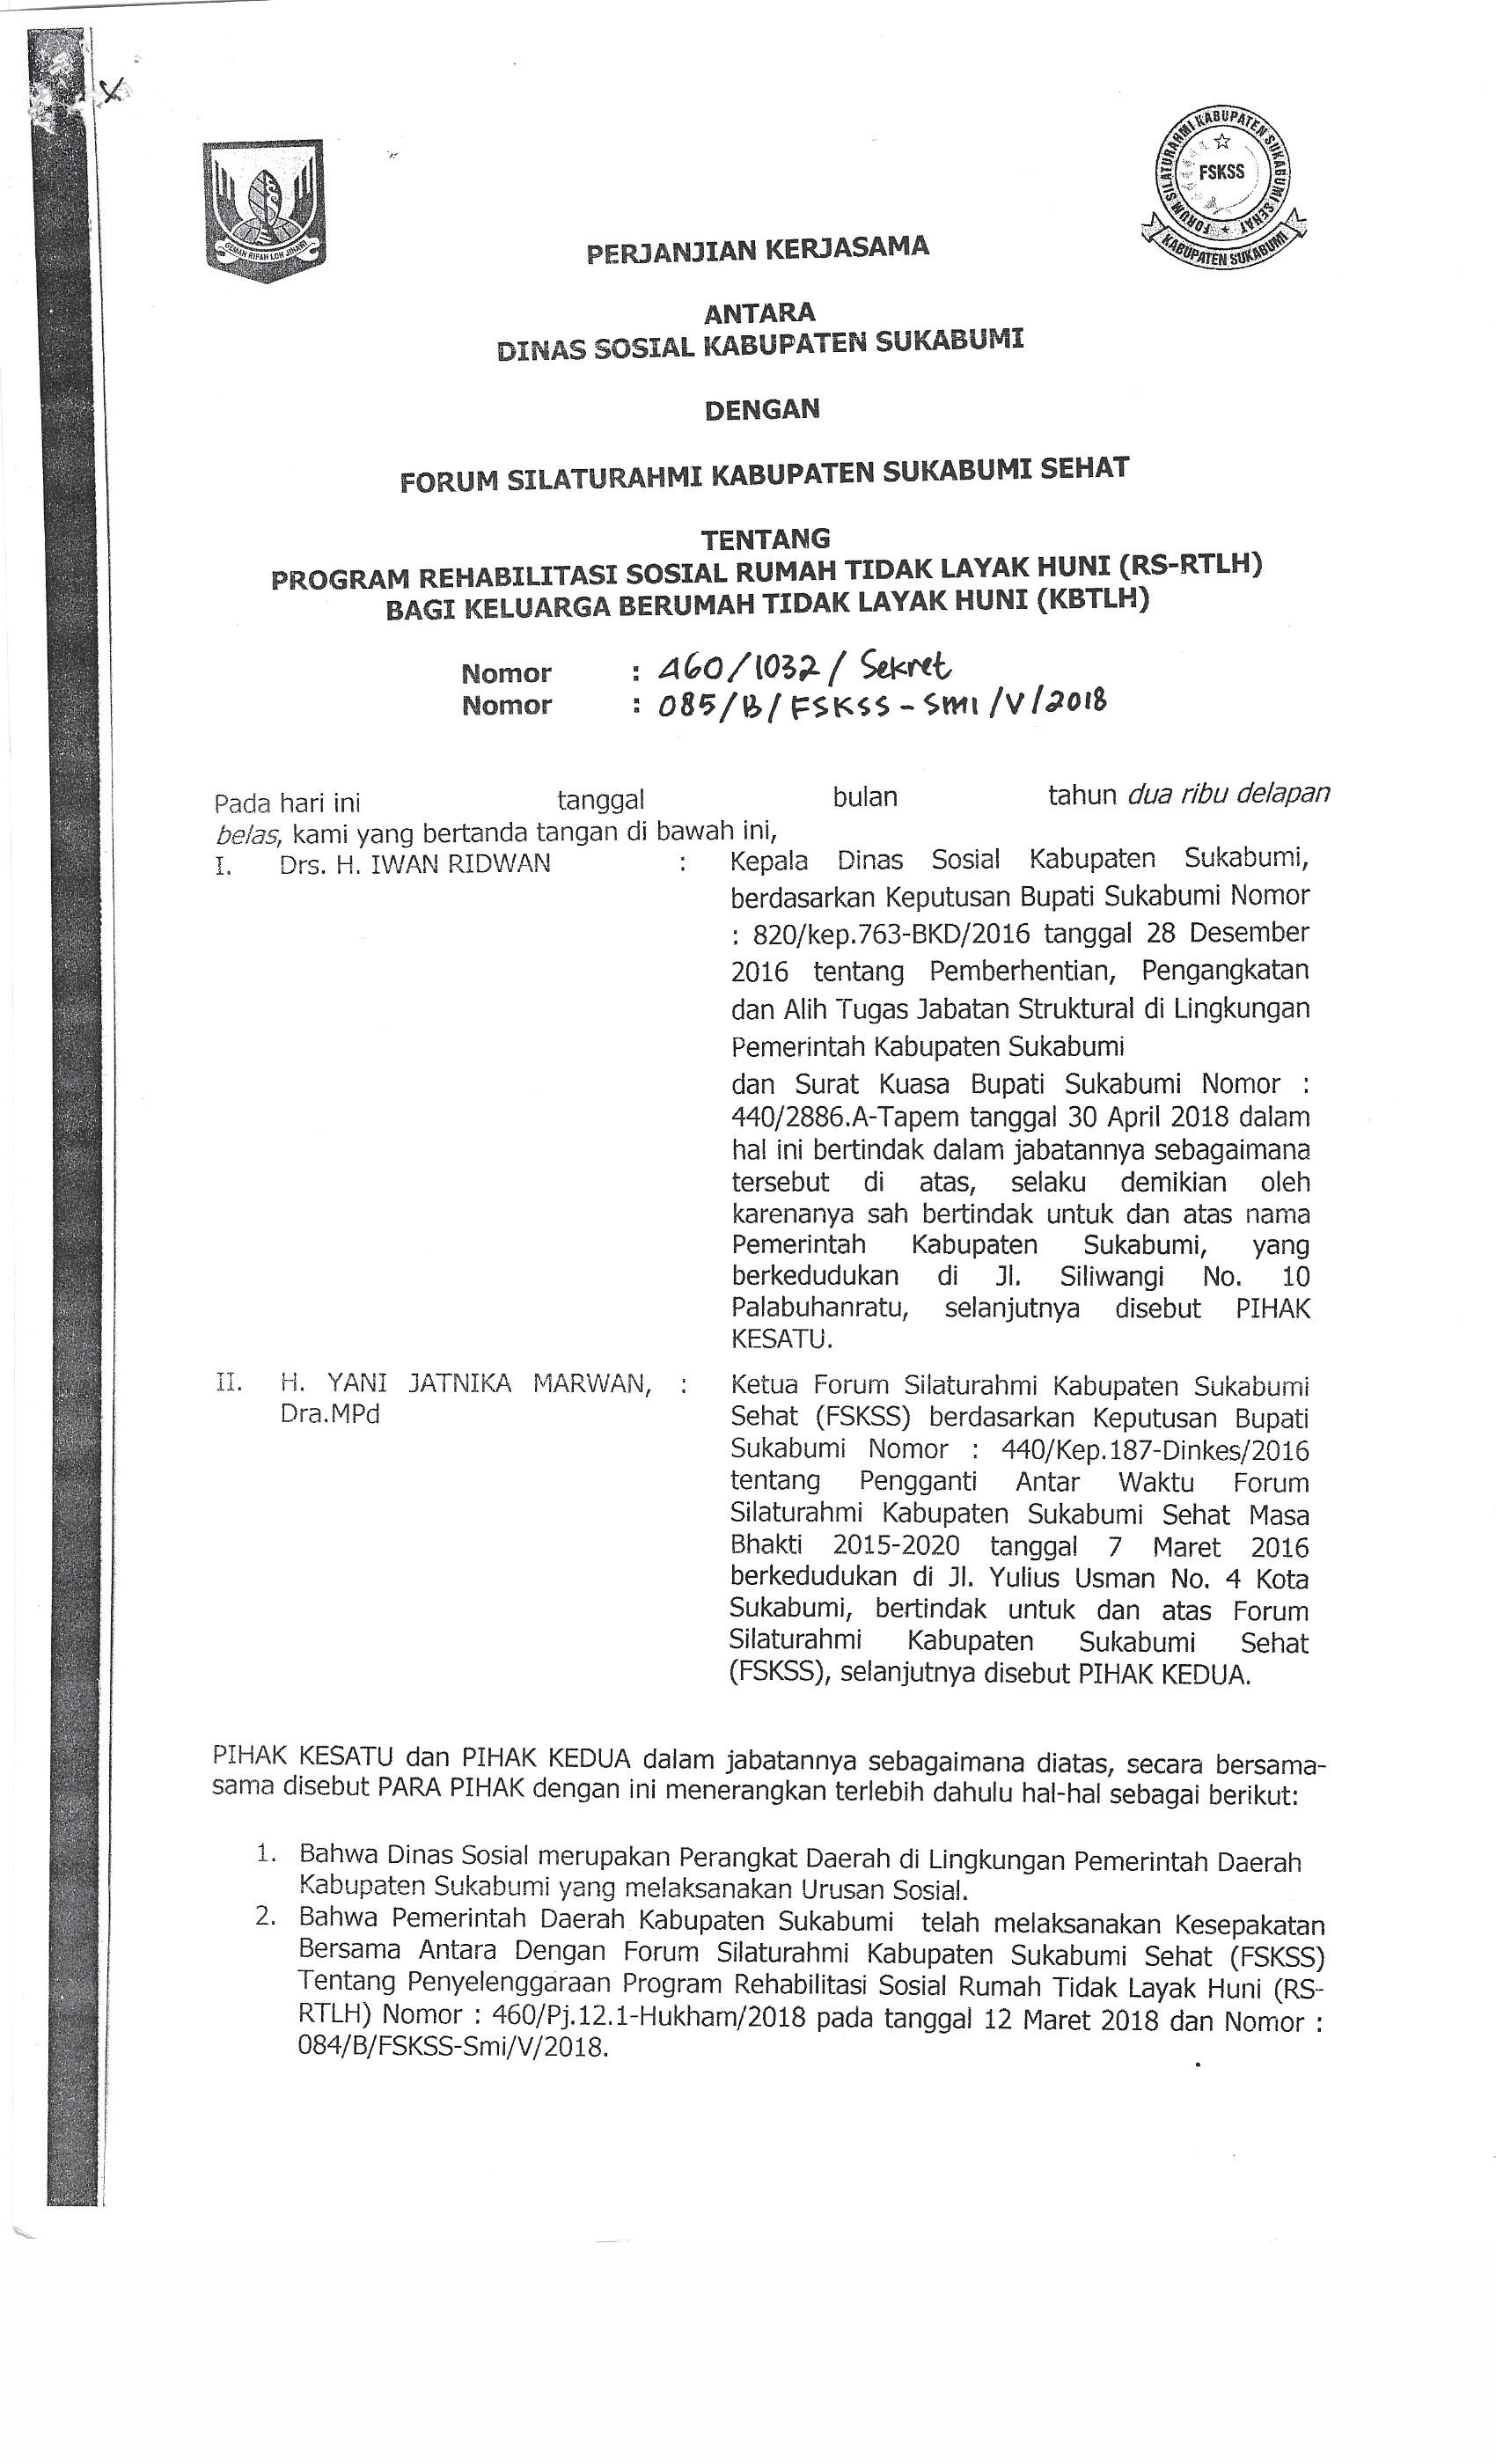 FORUM SILATURAHMI KABUPATEN SUKABUMI SEHAT
FSKSS
KABUPATEN SUKABUMI
GEMAH RIPAH LOH JINAWI
PERJANJIAN KERJASAMA
ANTARA
DINAS SOSIAL KABUPATEN SUKABUMI
DENGAN
FORUM SILATURAHMI KABUPATEN SUKABUMI SEHAT
TENTANG
PROGRAM REHABILITASI SOSIAL RUMAH TIDAK LAYAK HUNI (RS-RTLH)
BAGI KELUARGA BERUMAH TIDAK LAYAK HUNI (KBTLH)
Nomor : 460/1032/ Sekret
Nomor : 085/B/FSKSS-Smi/V/2018
Pada hari ini tanggal bulan tahun dua ribu delapan
belas, kami yang bertanda tangan di bawah ini,
I. Drs. H. IWAN RIDWAN : Kepala Dinas Sosial Kabupaten Sukabumi,
berdasarkan Keputusan Bupati Sukabumi Nomor
: 820/kep.763-BKD/2016 tanggal 28 Desember
2016 tentang Pemberhentian, Pengangkatan
dan Alih Tugas Jabatan Struktural di Lingkungan
Pemerintah Kabupaten Sukabumi
dan Surat Kuasa Bupati Sukabumi Nomor :
440/2886.A-Tapem tanggal 30 April 2018 dalam
hal ini bertindak dalam jabatannya sebagaimana
tersebut di atas, selaku demikian oleh
karenanya sah bertindak untuk dan atas nama
Pemerintah Kabupaten Sukabumi, yang
berkedudukan di Jl. Siliwangi No. 10
Palabuhanratu, selanjutnya disebut PIHAK
KESATU.
II. H. YANI JATNIKA MARWAN, : Ketua Forum Silaturahmi Kabupaten Sukabumi
Dra.MPd Sehat (FSKSS) berdasarkan Keputusan Bupati
Sukabumi Nomor : 440/Kep.187-Dinkes/2016
tentang Pengganti Antar Waktu Forum
Silaturahmi Kabupaten Sukabumi Sehat Masa
Bhakti 2015-2020 tanggal 7 Maret 2016
berkedudukan di Jl. Yulius Usman No. 4 Kota
Sukabumi, bertindak untuk dan atas Forum
Silaturahmi Kabupaten Sukabumi Sehat
(FSKSS), selanjutnya disebut PIHAK KEDUA.
PIHAK KESATU dan PIHAK KEDUA dalam jabatannya sebagaimana diatas, secara bersama-
sama disebut PARA PIHAK dengan ini menerangkan terlebih dahulu hal-hal sebagai berikut:
1. Bahwa Dinas Sosial merupakan Perangkat Daerah di Lingkungan Pemerintah Daerah
Kabupaten Sukabumi yang melaksanakan Urusan Sosial.
2. Bahwa Pemerintah Daerah Kabupaten Sukabumi telah melaksanakan Kesepakatan
Bersama Antara Dengan Forum Silaturahmi Kabupaten Sukabumi Sehat (FSKSS)
Tentang Penyelenggaraan Program Rehabilitasi Sosial Rumah Tidak Layak Huni (RS-
RTLH) Nomor : 460/Pj.12.1-Hukham/2018 pada tanggal 12 Maret 2018 dan Nomor :
084/B/FSKSS-Smi/V/2018.